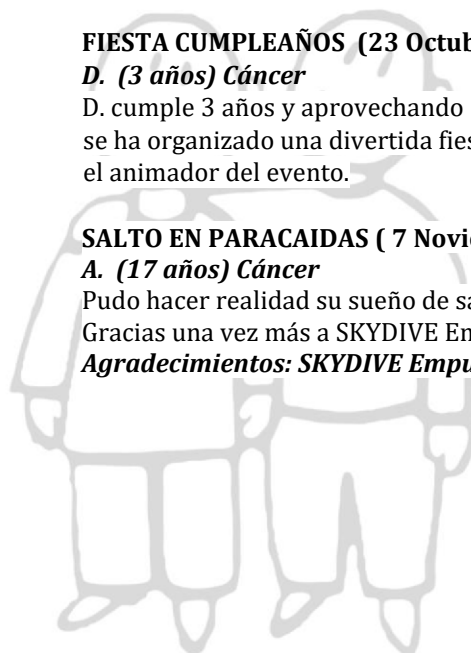 FIESTA CUMPLEAÑOS (23 Octub
D. (3 años) Cáncer
D. cumple 3 años y aprovechando
se ha organizado una divertida fies
el animador del evento.
SALTO EN PARACAIDAS ( 7 Novie
A. (17 años) Cáncer
Pudo hacer realidad su sueño de sa
Gracias una vez más a SKYDIVE Em
Agradecimientos: SKYDIVE Empu